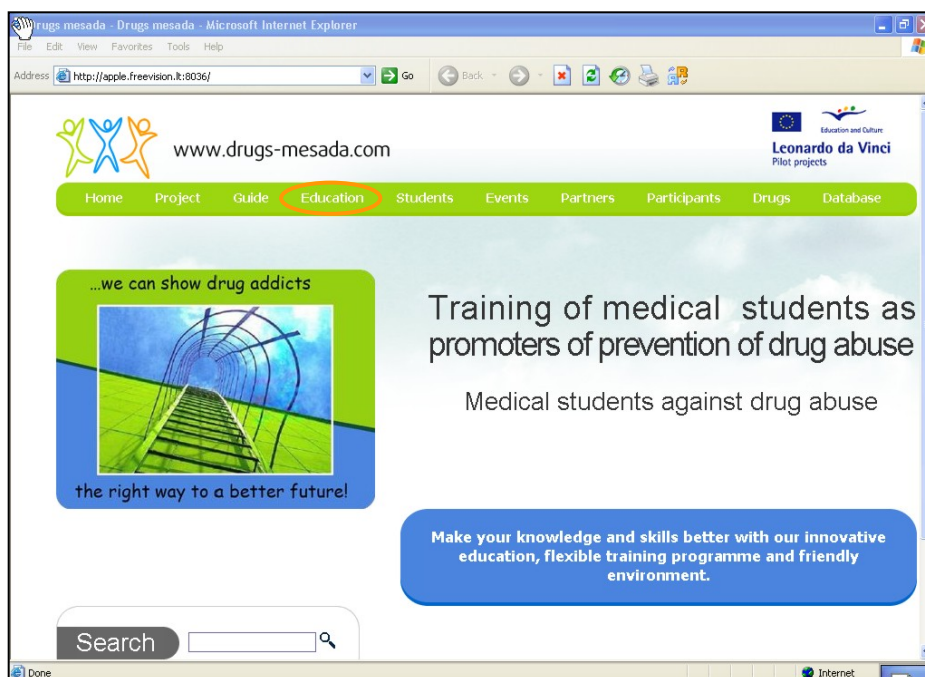 Drugs mesada - Drugs mesada - Microsoft Internet Explorer
File Edit View Favorites Tools Help
Address http://apple.freevision.lt:8036/ Go Back
www.drugs-mesada.com
Education and Culture
Leonardo da Vinci
Pilot projects
Home Project Guide Education Students Events Partners Participants Drugs Database
...we can show drug addicts
the right way to a better future!
Training of medical students as
promoters of prevention of drug abuse
Medical students against drug abuse
Make your knowledge and skills better with our innovative
education, flexible training programme and friendly
environment.
Search
Done Internet